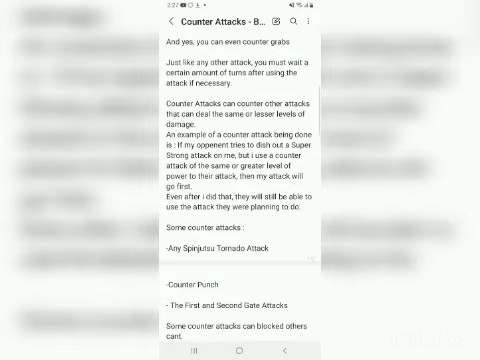 2:27
Counter Attacks - B...
And yes, you can even counter grabs
Just like any other attack, you must wait a
certain amount of turns after using the
attack if necessary.
Counter Attacks can counter other attacks
that can deal the same or lesser levels of
damage.
An example of a counter attack being done
is : If my opponent tries to dish out a Super
Strong attack on me, but i use a counter
attack of the same or greater level of
power to their attack, then my attack will
go first.
Even after I did that, they will still be able to
use the attack they were planning to do.
Some counter attacks :
-Any Spinjutsu Tornado Attack
-Counter Punch
- The First and Second Gate Attacks
Some counter attacks can blocked others
cant.